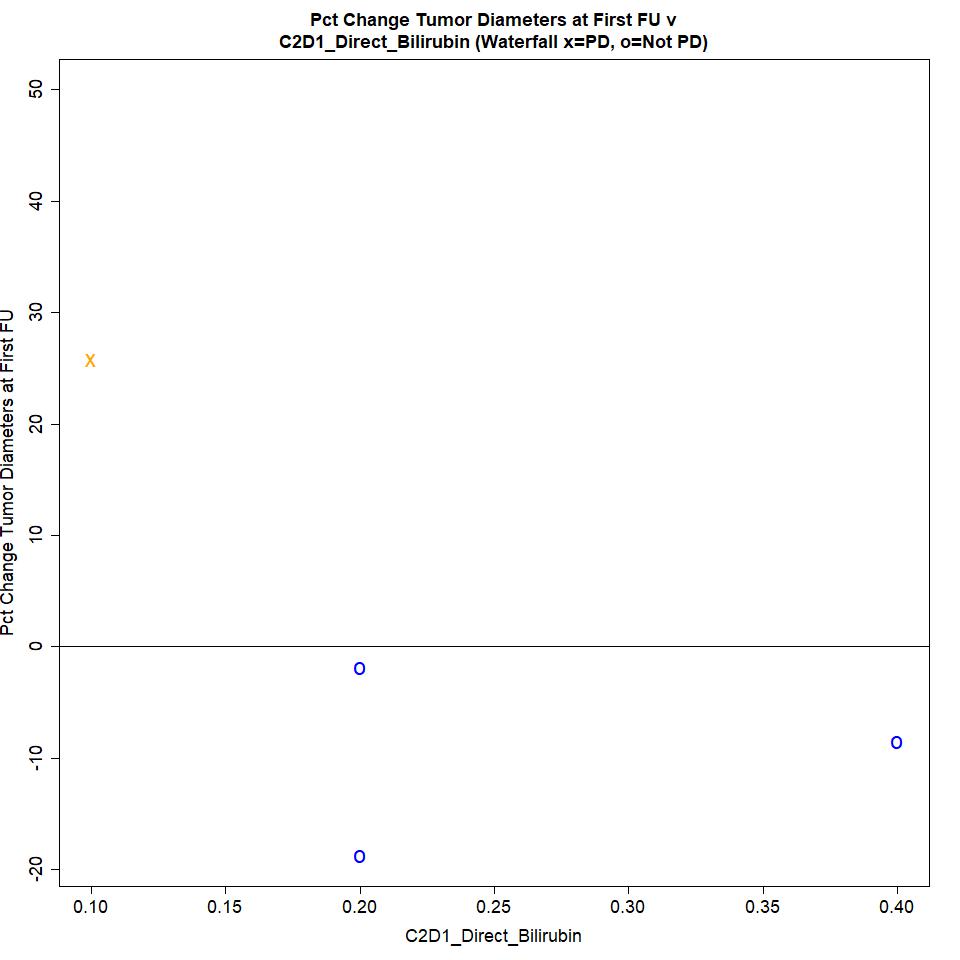 Pct Change Tumor Diameters at First FU v
C2D1_Direct_Bilirubin (Waterfall x=PD, o=Not PD)
Pct Change Tumor Diameters at First FU
50
40
30
20
10
0
-10
-20
x
o
o
o
0.10 0.15 0.20 0.25 0.30 0.35 0.40
C2D1_Direct_Bilirubin